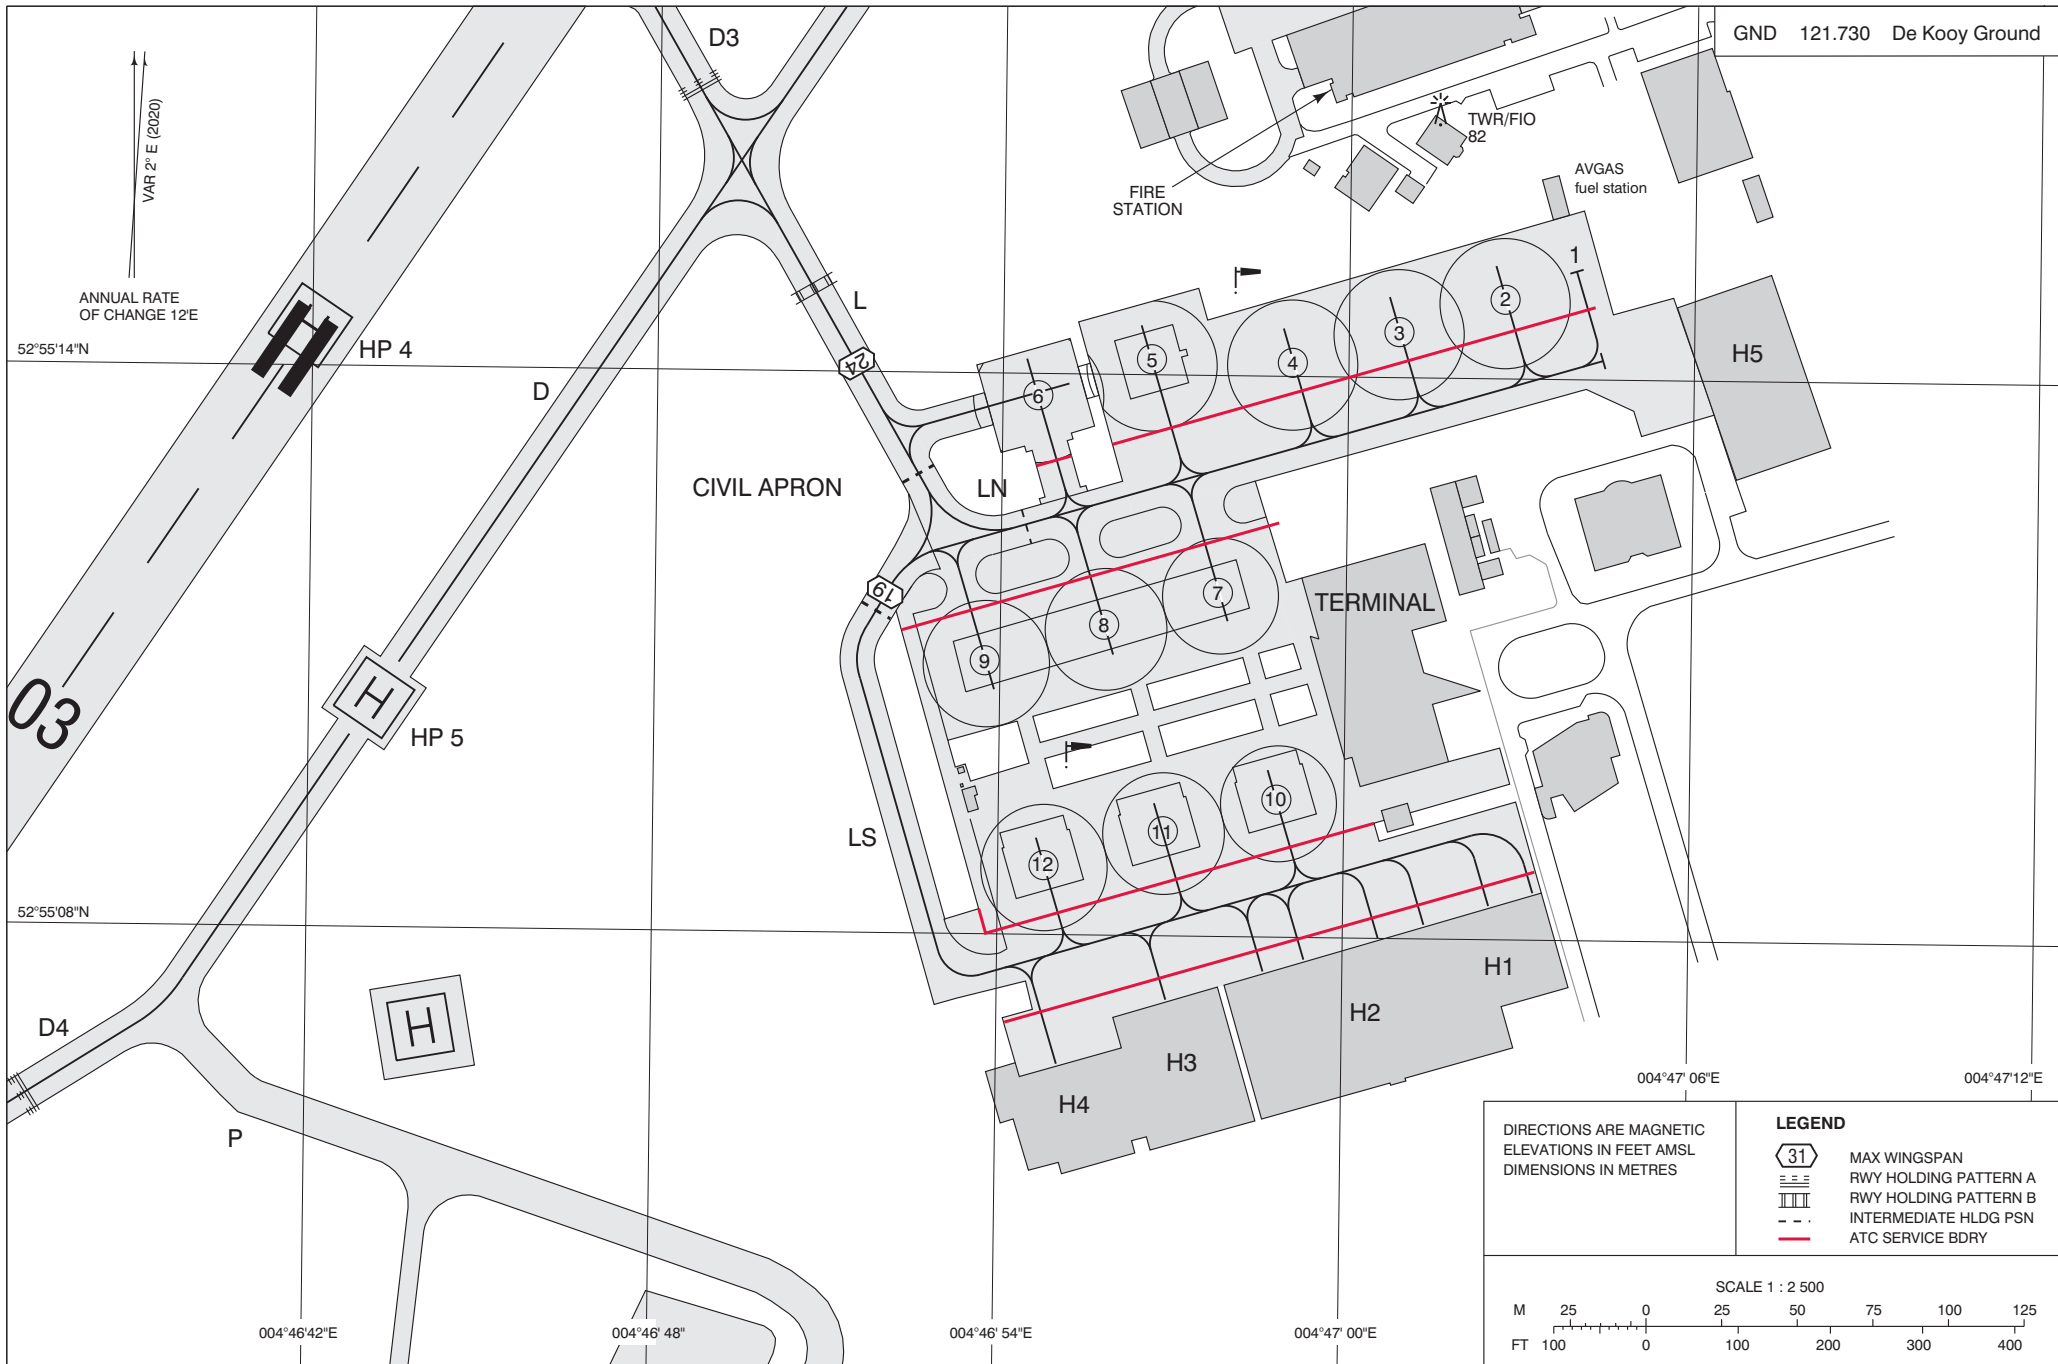 GND 121.730 De Kooy Ground
D3
VAR 2° E (2020)
ANNUAL RATE
OF CHANGE 12'E
TWR/FIO
82
AVGAS
fuel station
FIRE
STATION
1
2
3
4
5
6
L
24
HP 4
52°55'14"N
H5
D
CIVIL APRON
LN
19
7
8
9
TERMINAL
03
HP 5
10
11
12
LS
52°55'08"N
H
H
H
D4
H1
H2
H3
H4
P
004°47' 06"E
004°47'12"E
DIRECTIONS ARE MAGNETIC
ELEVATIONS IN FEET AMSL
DIMENSIONS IN METRES
LEGEND
31 MAX WINGSPAN
RWY HOLDING PATTERN A
RWY HOLDING PATTERN B
INTERMEDIATE HLDG PSN
ATC SERVICE BDRY
SCALE 1 : 2 500
M 25 0 25 50 75 100 125
FT 100 0 100 200 300 400
004°46'42"E
004°46' 48"
004°46' 54"E
004°47' 00"E